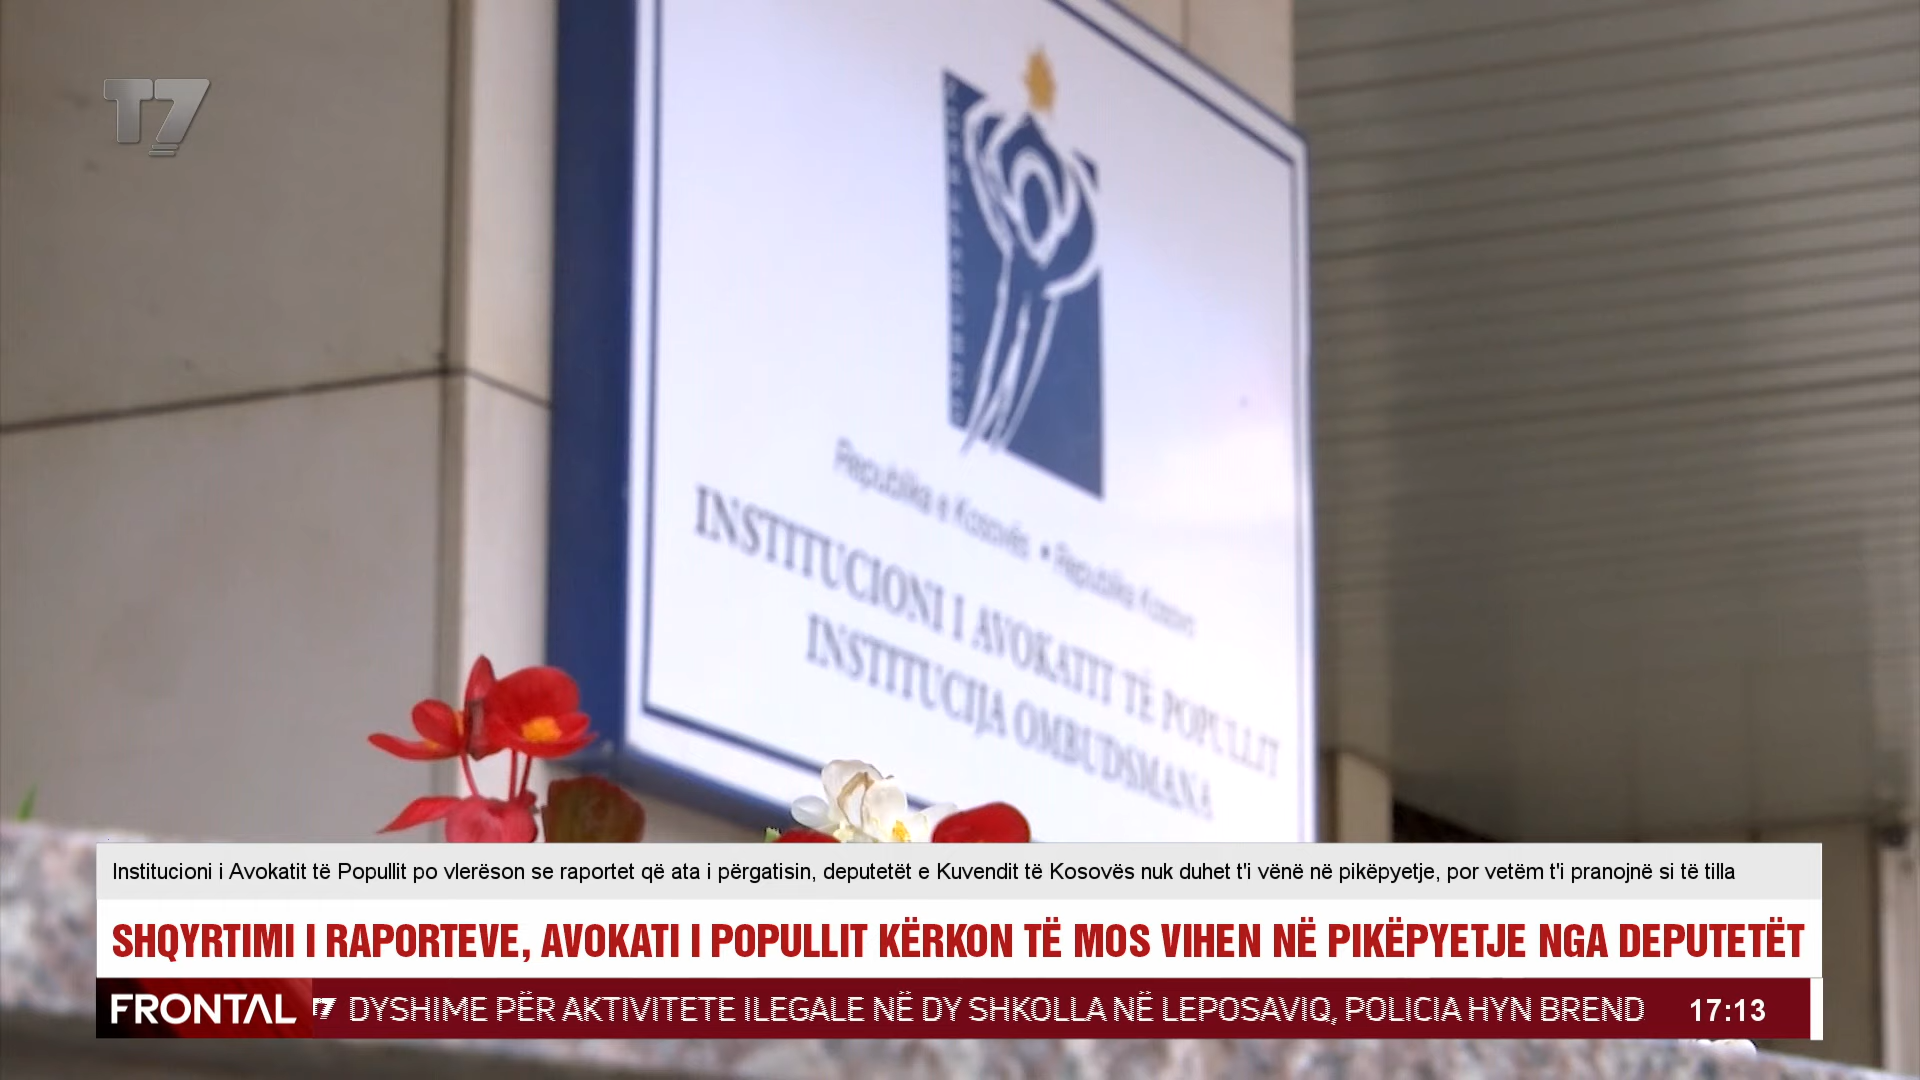 T7
Republika e Kosovës • Republika Kosovo
INSTITUCIONI I AVOKATIT TË POPULLIT
INSTITUCIJA OMBUDSMANA
Institucioni i Avokatit të Popullit po vlerëson se raportet që ata i përgatisin, deputetët e Kuvendit të Kosovës nuk duhet t'i vënë në pikëpyetje, por vetëm t'i pranojnë si të tilla
SHQYRTIMI I RAPORTEVE, AVOKATI I POPULLIT KËRKON TË MOS VIHEN NË PIKËPYETJE NGA DEPUTETËT
FRONTAL T7 DYSHIME PËR AKTIVITETE ILEGALE NË DY SHKOLLA NË LEPOSAVIQ, POLICIA HYN BREND 17:13